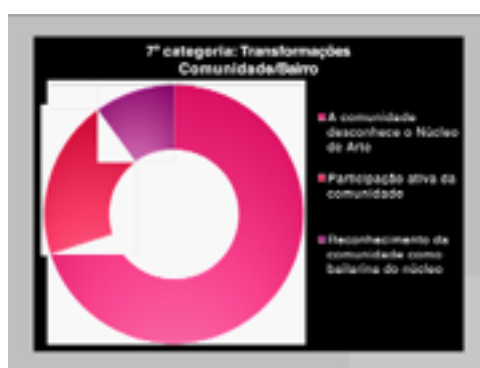 7ª categoria: Transformações
Comunidade/Bairro
A comunidade
desconhece o Núcleo
de Arte
Participação ativa da
comunidade
Reconhecimento da
comunidade como
bailarina do núcleo